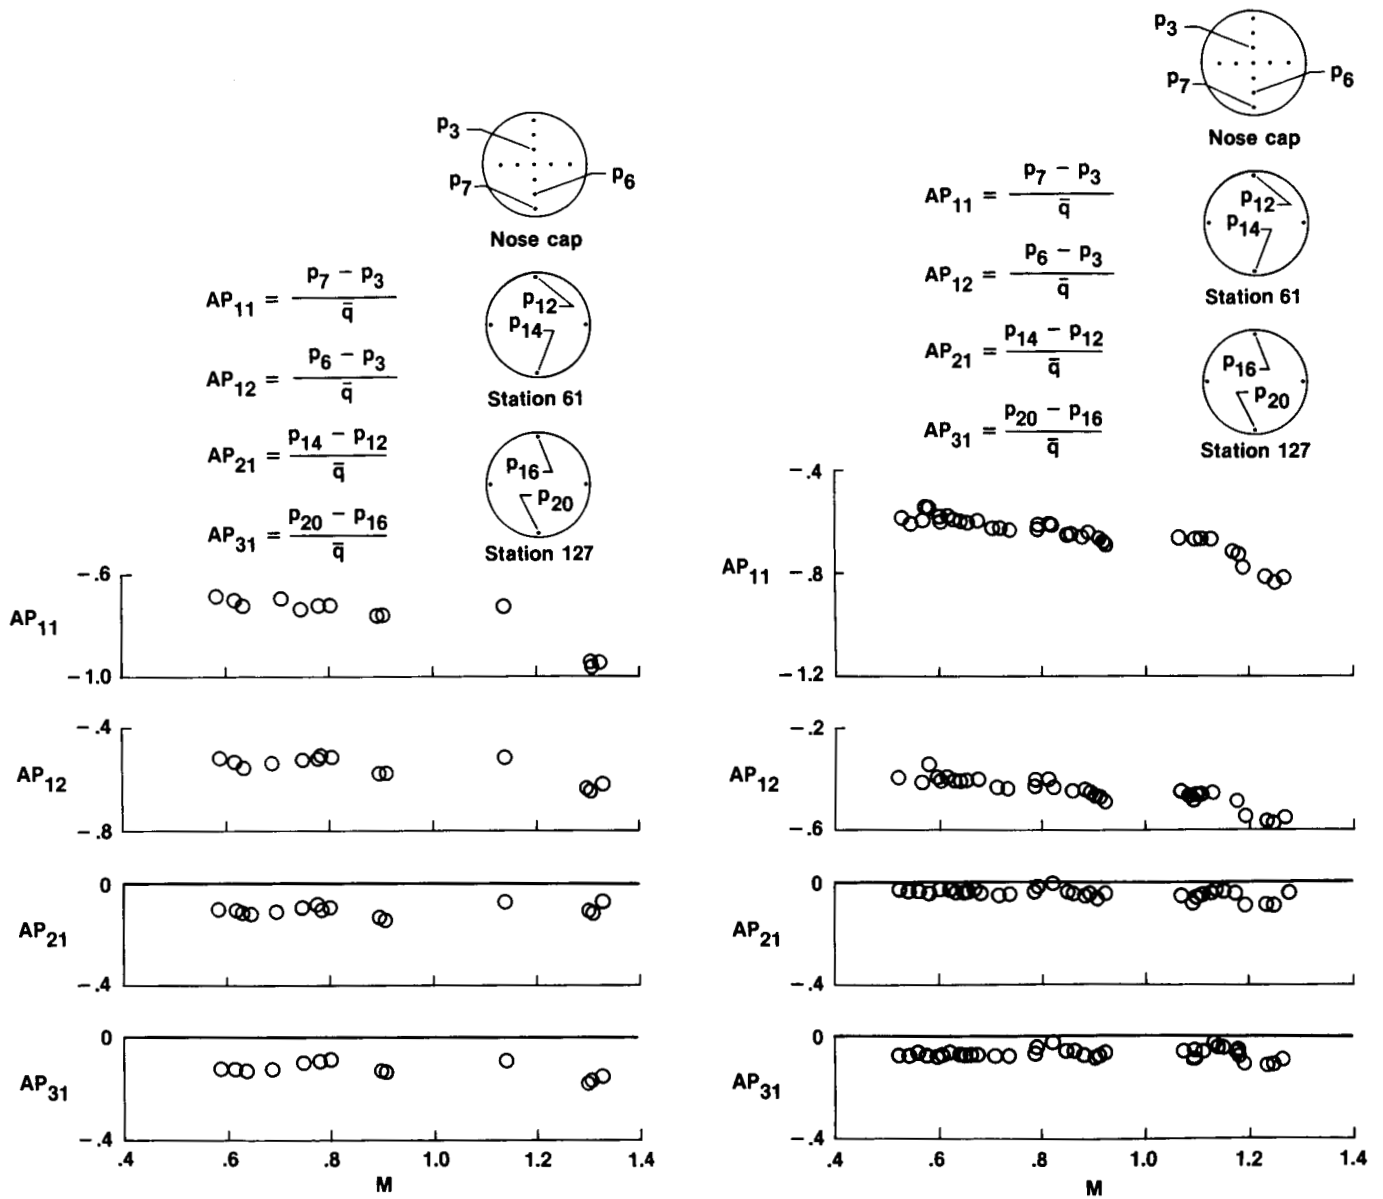 p3
p7
p6
Nose cap
AP11 = p7 − p3 / q̄
p12
p14
Station 61
AP12 = p6 − p3 / q̄
AP21 = p14 − p12 / q̄
p16
p20
Station 127
AP31 = p20 − p16 / q̄
−.6
AP11
−1.0
−.4
AP12
−.8
0
AP21
−.4
0
AP31
−.4
.4 .6 .8 1.0 1.2 1.4
M
p3
p7
p6
Nose cap
AP11 = p7 − p3 / q̄
p12
p14
Station 61
AP12 = p6 − p3 / q̄
AP21 = p14 − p12 / q̄
p16
p20
Station 127
AP31 = p20 − p16 / q̄
−.4
AP11
−.8
−1.2
−.2
AP12
−.6
0
AP21
−.4
0
AP31
−.4
.4 .6 .8 1.0 1.2 1.4
M